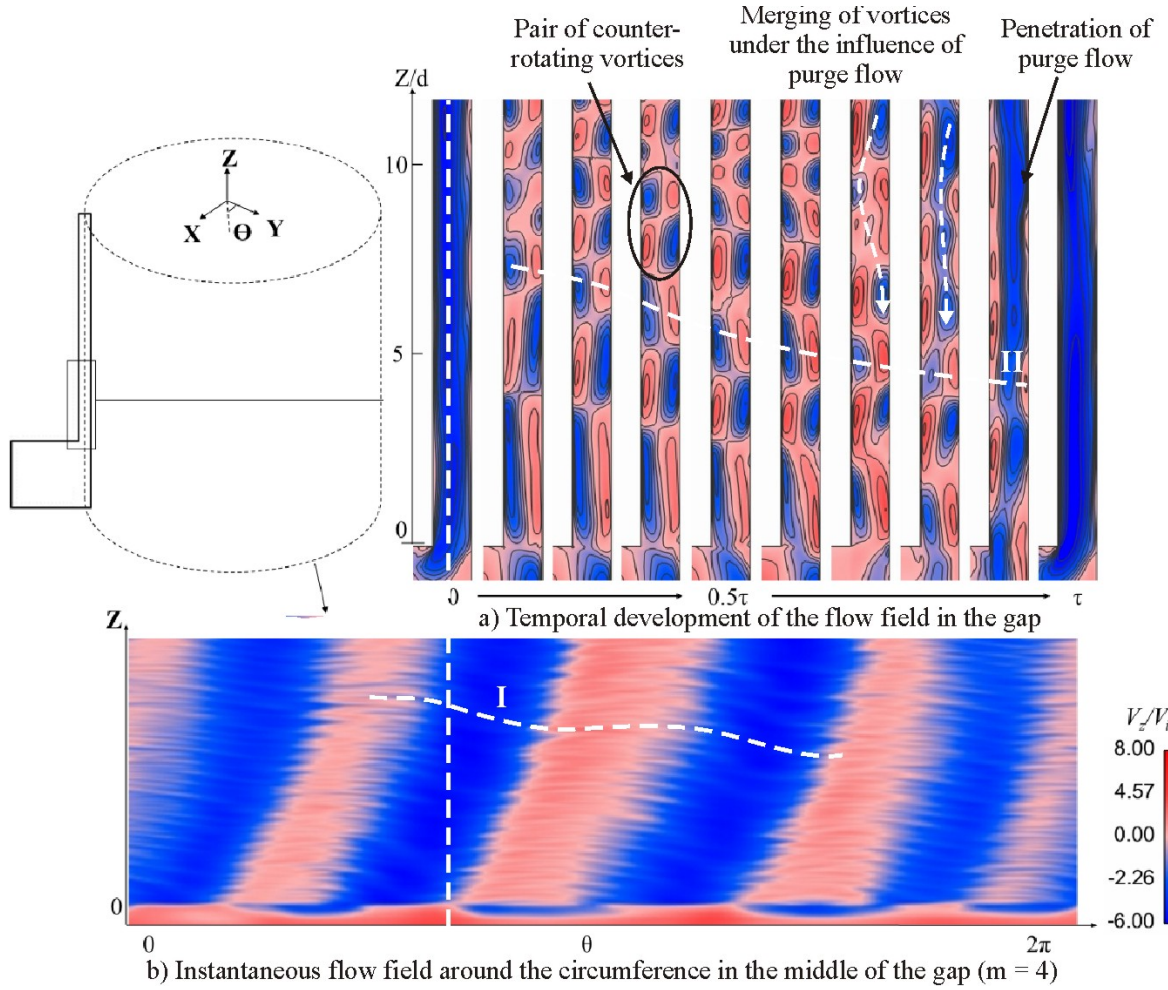 Pair of counter-
rotating vortices
Merging of vortices
under the influence of
purge flow
Penetration of
purge flow
Z/d
10
5
0
Z
X
Θ
Y
II
0
0.5τ
τ
a) Temporal development of the flow field in the gap
Z
I
0
0
θ
2π
8.00
4.57
0.00
-2.26
-6.00
b) Instantaneous flow field around the circumference in the middle of the gap (m = 4)